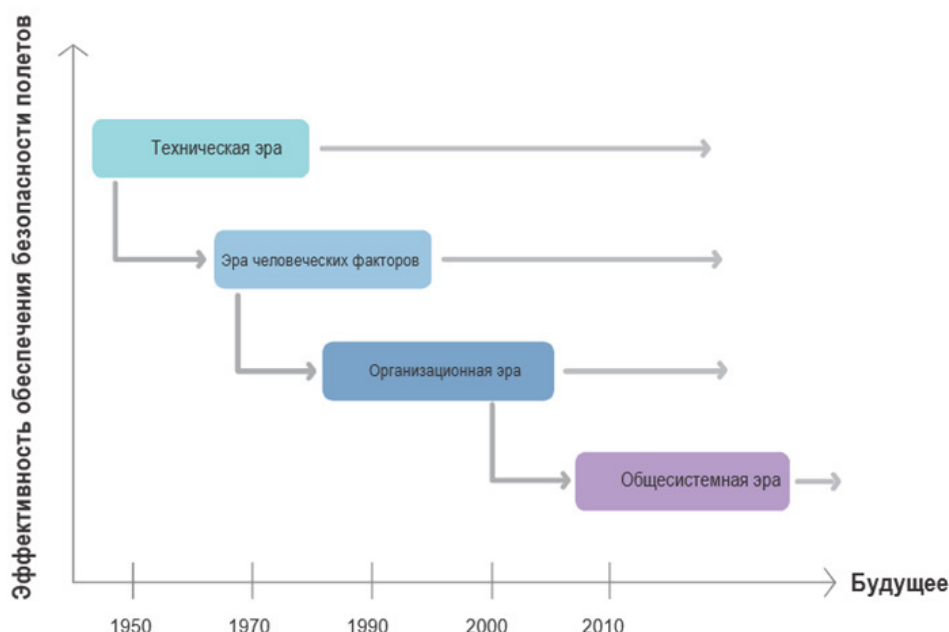 Эффективность обеспечения безопасности полетов
Техническая эра
Эра человеческих факторов
Организационная эра
Общесистемная эра
Будущее
1950 1970 1990 2000 2010